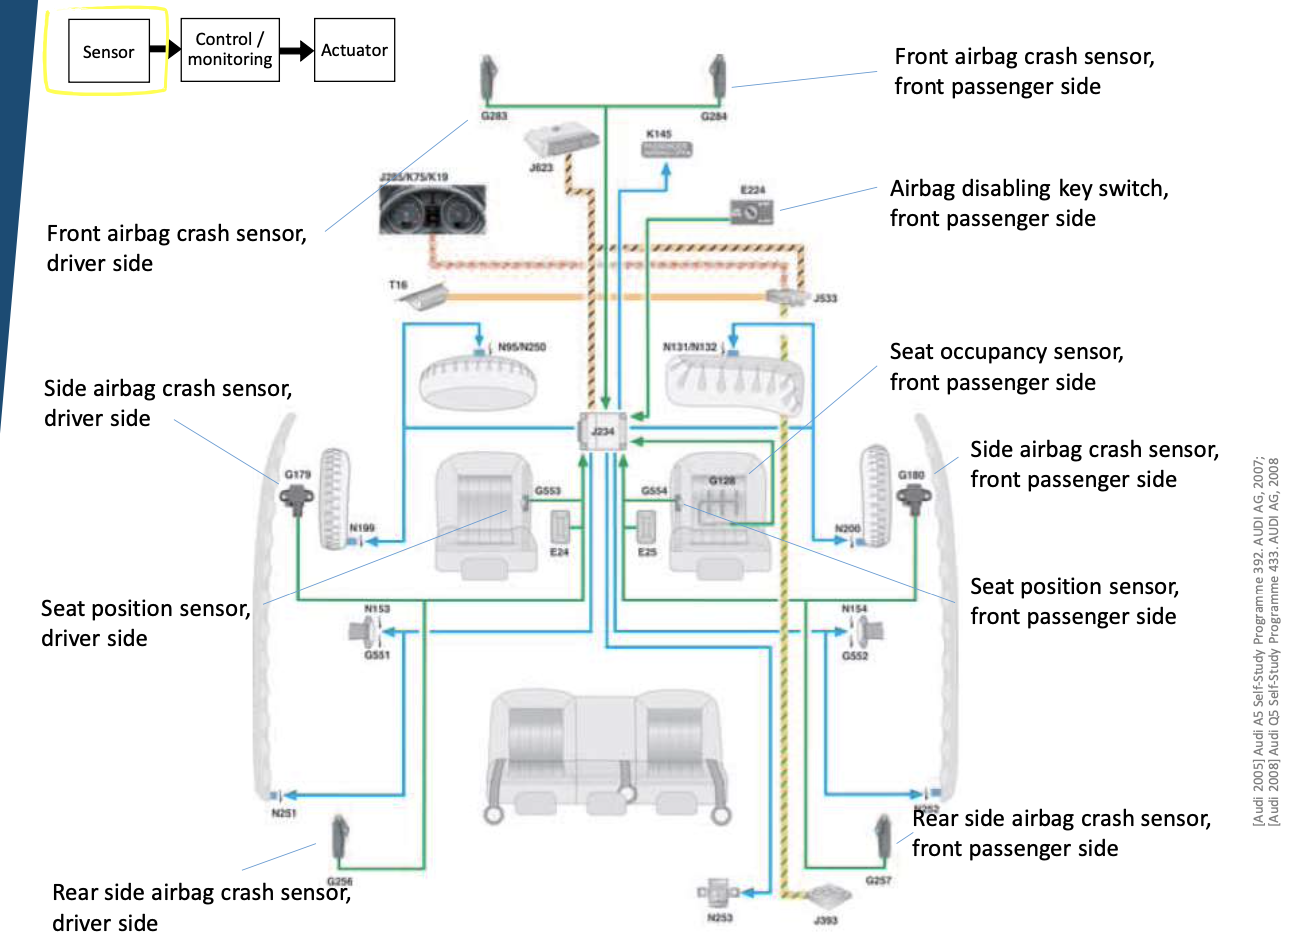 Sensor
Control /
monitoring
Actuator
Front airbag crash sensor,
front passenger side
G283
G284
K145
J623
J285/K75/K19
E224
Airbag disabling key switch,
front passenger side
Front airbag crash sensor,
driver side
T16
J533
N95/N250
N131/N132
Seat occupancy sensor,
front passenger side
Side airbag crash sensor,
driver side
J234
Side airbag crash sensor,
front passenger side
G179
G180
G128
G553
G554
N199
E24
E25
N200
Seat position sensor,
driver side
Seat position sensor,
front passenger side
N153
N154
G551
G552
N251
N252
Rear side airbag crash sensor,
front passenger side
G256
G257
Rear side airbag crash sensor,
driver side
N253
J393
[Audi 2005] Audi A5 Self-Study Programme 392. AUDI AG, 2007;
[Audi 2008] Audi Q5 Self-Study Programme 433. AUDI AG, 2008